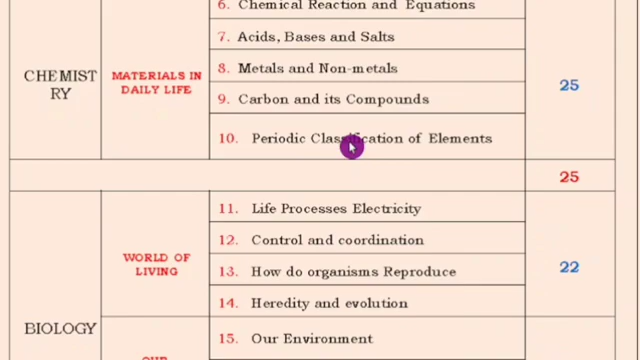 6. Chemical Reaction and Equations
7. Acids, Bases and Salts
CHEMIST
RY
MATERIALS IN
DAILY LIFE
8. Metals and Non-metals
25
9. Carbon and its Compounds
10. Periodic Classification of Elements
25
11. Life Processes Electricity
12. Control and coordination
WORLD OF
LIVING
22
13. How do organisms Reproduce
14. Heredity and evolution
BIOLOGY
15. Our Environment
OUR